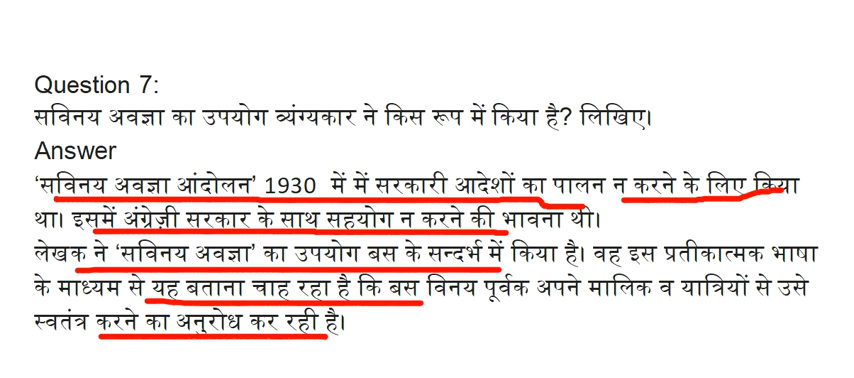 Question 7:
सविनय अवज्ञा का उपयोग व्यंग्यकार ने किस रूप में किया है? लिखिए।
Answer
‘सविनय अवज्ञा आंदोलन’ 1930 में में सरकारी आदेशों का पालन न करने के लिए किया
था। इसमें अंग्रेज़ी सरकार के साथ सहयोग न करने की भावना थी।
लेखक ने ‘सविनय अवज्ञा’ का उपयोग बस के सन्दर्भ में किया है। वह इस प्रतीकात्मक भाषा
के माध्यम से यह बताना चाह रहा है कि बस विनय पूर्वक अपने मालिक व यात्रियों से उसे
स्वतंत्र करने का अनुरोध कर रही है।